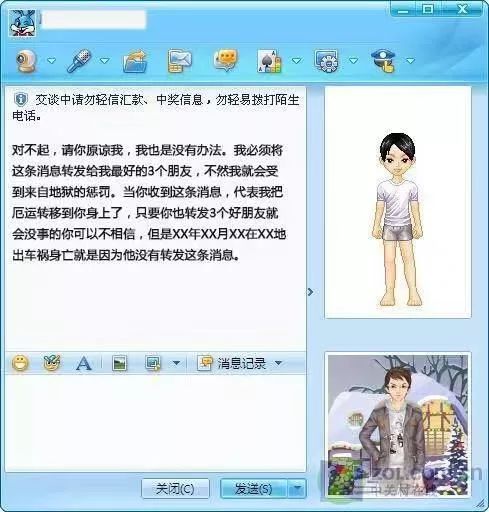 交谈中请勿轻信汇款、中奖信息，勿轻易拨打陌生
电话。
对不起，请你原谅我，我也是没有办法。我必须将
这条消息转发给我最好的3个朋友，不然我就会受
到来自地狱的惩罚。当你收到这条消息，代表我把
厄运转移到你身上了，只要你也转发3个好朋友就
会没事的你可以不相信，但是XX年XX月XX在XX地
出车祸身亡就是因为他没有转发这条消息。
A
消息记录
关闭(C)
发送(S)